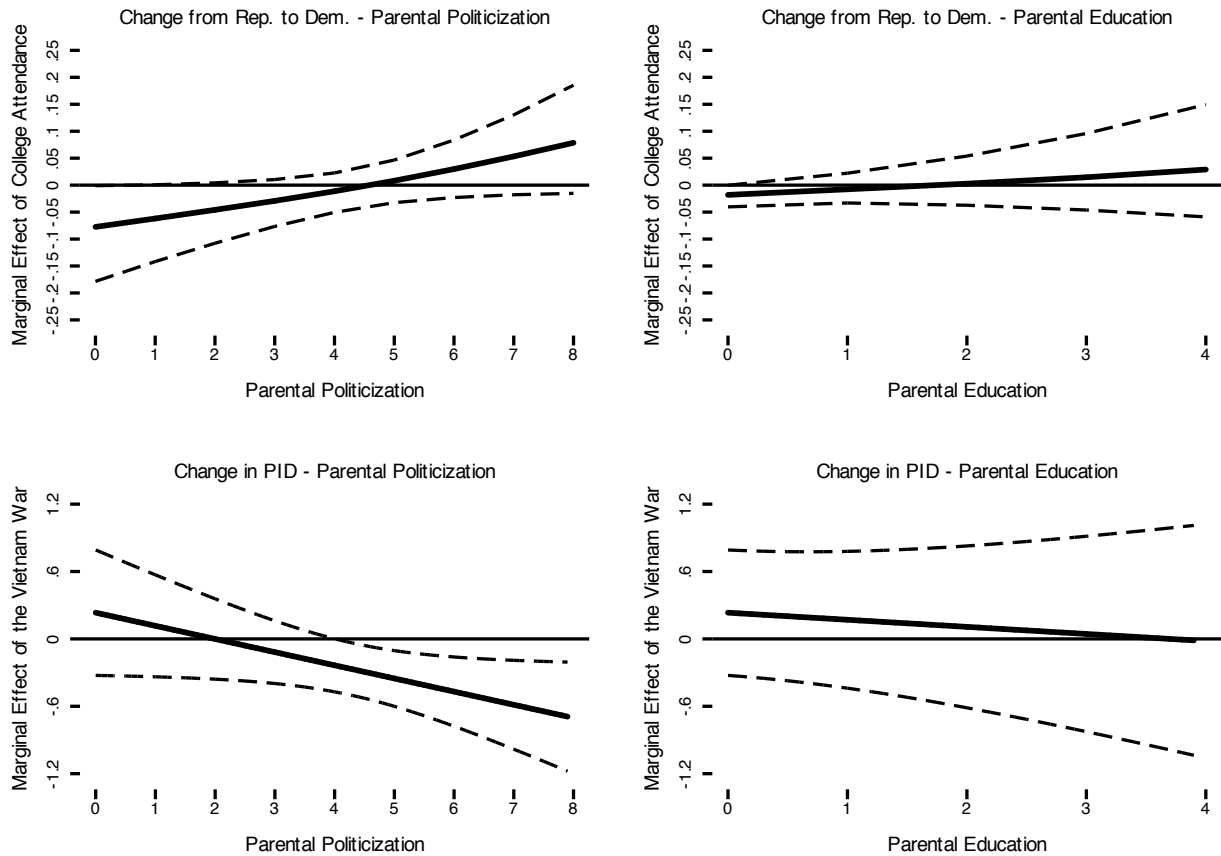 Change from Rep. to Dem. - Parental Politicization
Marginal Effect of College Attendance
.25
.2
.15
.1
.05
0
-.05
-.1
-.15
-.2
-.25
0 1 2 3 4 5 6 7 8
Parental Politicization
Change from Rep. to Dem. - Parental Education
Marginal Effect of College Attendance
.25
.2
.15
.1
.05
0
-.05
-.1
-.15
-.2
-.25
0 1 2 3 4
Parental Education
Change in PID - Parental Politicization
Marginal Effect of the Vietnam War
1.2
.6
0
-.6
-1.2
0 1 2 3 4 5 6 7 8
Parental Politicization
Change in PID - Parental Education
Marginal Effect of the Vietnam War
1.2
.6
0
-.6
-1.2
0 1 2 3 4
Parental Education